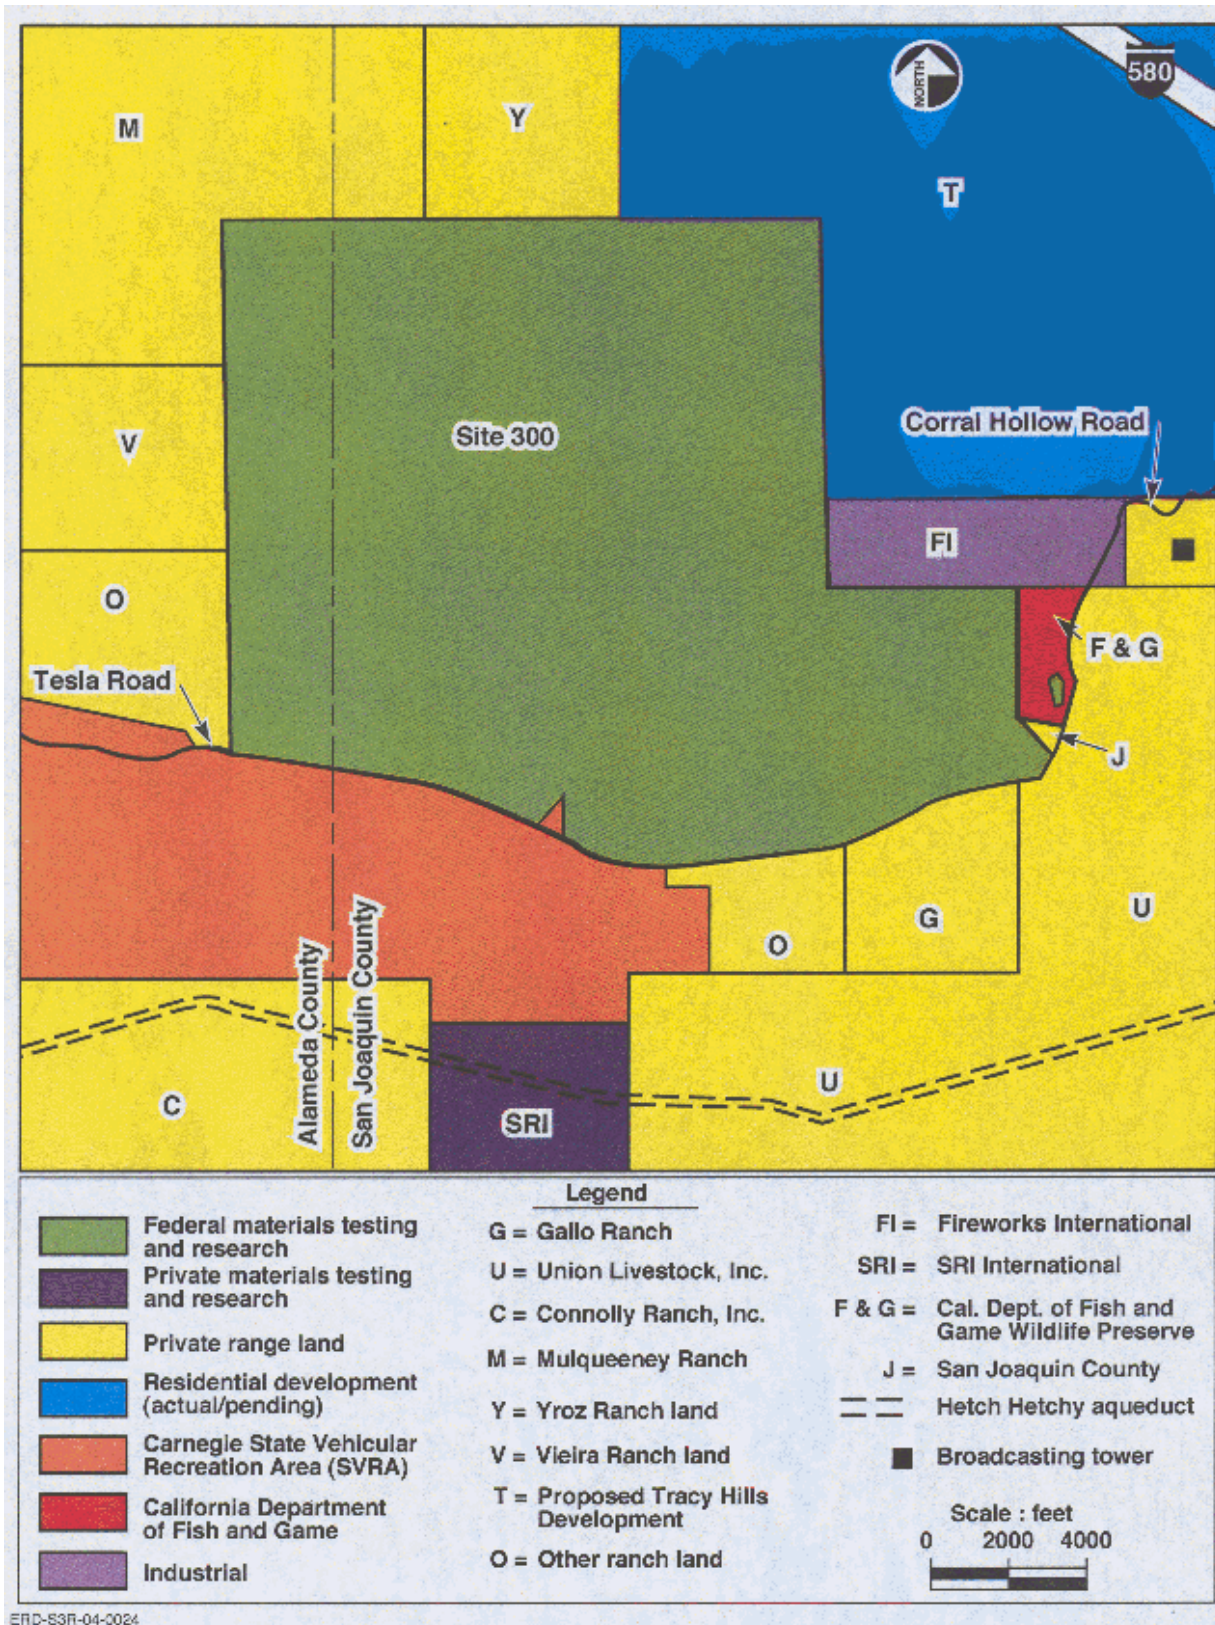 M
Y
NORTH
580
T
V
Site 300
Corral Hollow Road
FI
O
F & G
Tesla Road
J
U
G
O
Alameda County
San Joaquin County
U
C
SRI
Legend
Federal materials testing
and research
Private materials testing
and research
Private range land
Residential development
(actual/pending)
Carnegie State Vehicular
Recreation Area (SVRA)
California Department
of Fish and Game
Industrial
G = Gallo Ranch
U = Union Livestock, Inc.
C = Connolly Ranch, Inc.
M = Mulqueeney Ranch
Y = Yroz Ranch land
V = Vieira Ranch land
T = Proposed Tracy Hills
Development
O = Other ranch land
FI = Fireworks International
SRI = SRI International
F & G = Cal. Dept. of Fish and
Game Wildlife Preserve
J = San Joaquin County
Hetch Hetchy aqueduct
Broadcasting tower
Scale : feet
0 2000 4000
ERD-S3R-04-0024